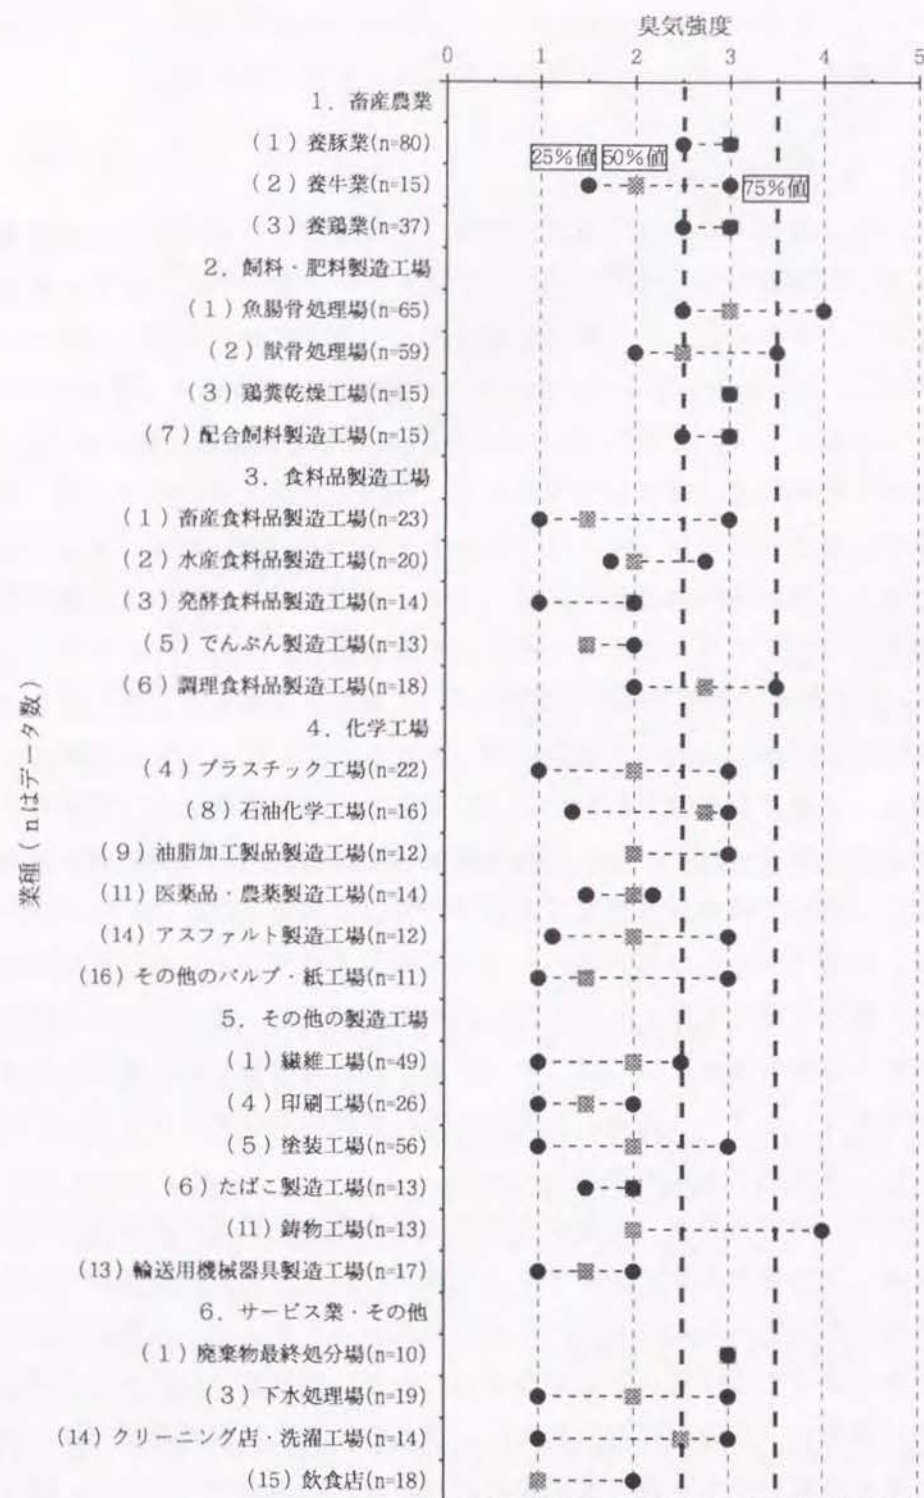 臭気強度
0 1 2 3 4 5
1．畜産農業
(1)養豚業(n=80)
25％値 50％値
(2)養牛業(n=15)
75％値
(3)養鶏業(n=37)
2．飼料・肥料製造工場
(1)魚腸骨処理場(n=65)
(2)獣骨処理場(n=59)
(3)鶏糞乾燥工場(n=15)
(7)配合飼料製造工場(n=15)
3．食料品製造工場
(1)畜産食料品製造工場(n=23)
(2)水産食料品製造工場(n=20)
(3)発酵食料品製造工場(n=14)
(5)でんぷん製造工場(n=13)
(6)調理食料品製造工場(n=18)
4．化学工場
(4)プラスチック工場(n=22)
(8)石油化学工場(n=16)
(9)油脂加工製品製造工場(n=12)
(11)医薬品・農薬製造工場(n=14)
(14)アスファルト製造工場(n=12)
(16)その他のパルプ・紙工場(n=11)
5．その他の製造工場
(1)繊維工場(n=49)
(4)印刷工場(n=26)
(5)塗装工場(n=56)
(6)たばこ製造工場(n=13)
(11)鋳物工場(n=13)
(13)輸送用機械器具製造工場(n=17)
6．サービス業・その他
(1)廃棄物最終処分場(n=10)
(3)下水処理場(n=19)
(14)クリーニング店・洗濯工場(n=14)
(15)飲食店(n=18)
業種(nはデータ数)